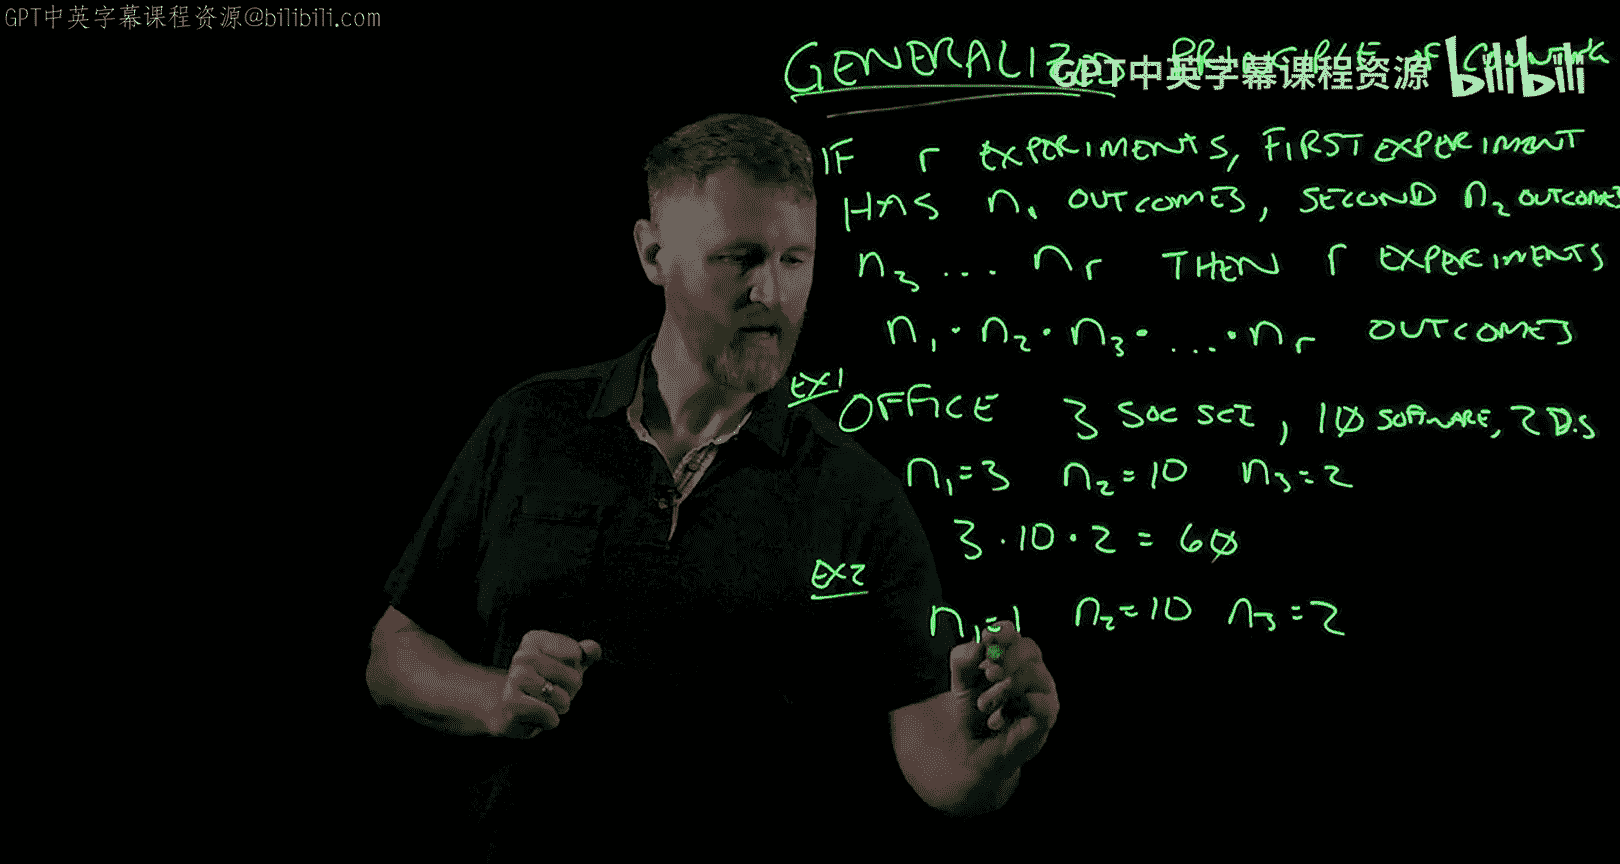 GPT中英字幕课程资源@bilibili.com
GENERALIZED PRINCIPLE OF
GPT中英字幕课程资源 bilibili
IF r EXPERIMENTS, FIRST EXPERIMENT
HAS n₁ OUTCOMES, SECOND n₂ OUTCOMES
n₃ ... nᵣ THEN r EXPERIMENTS
n₁ · n₂ · n₃ · ... · nᵣ OUTCOMES
EX1
OFFICE 3 SOC SCI, 10 SOFTWARE, 2 D.S
n₁=3 n₂=10 n₃=2
3 · 10 · 2 = 60
EX2
n₁=1 n₂=10 n₃=2